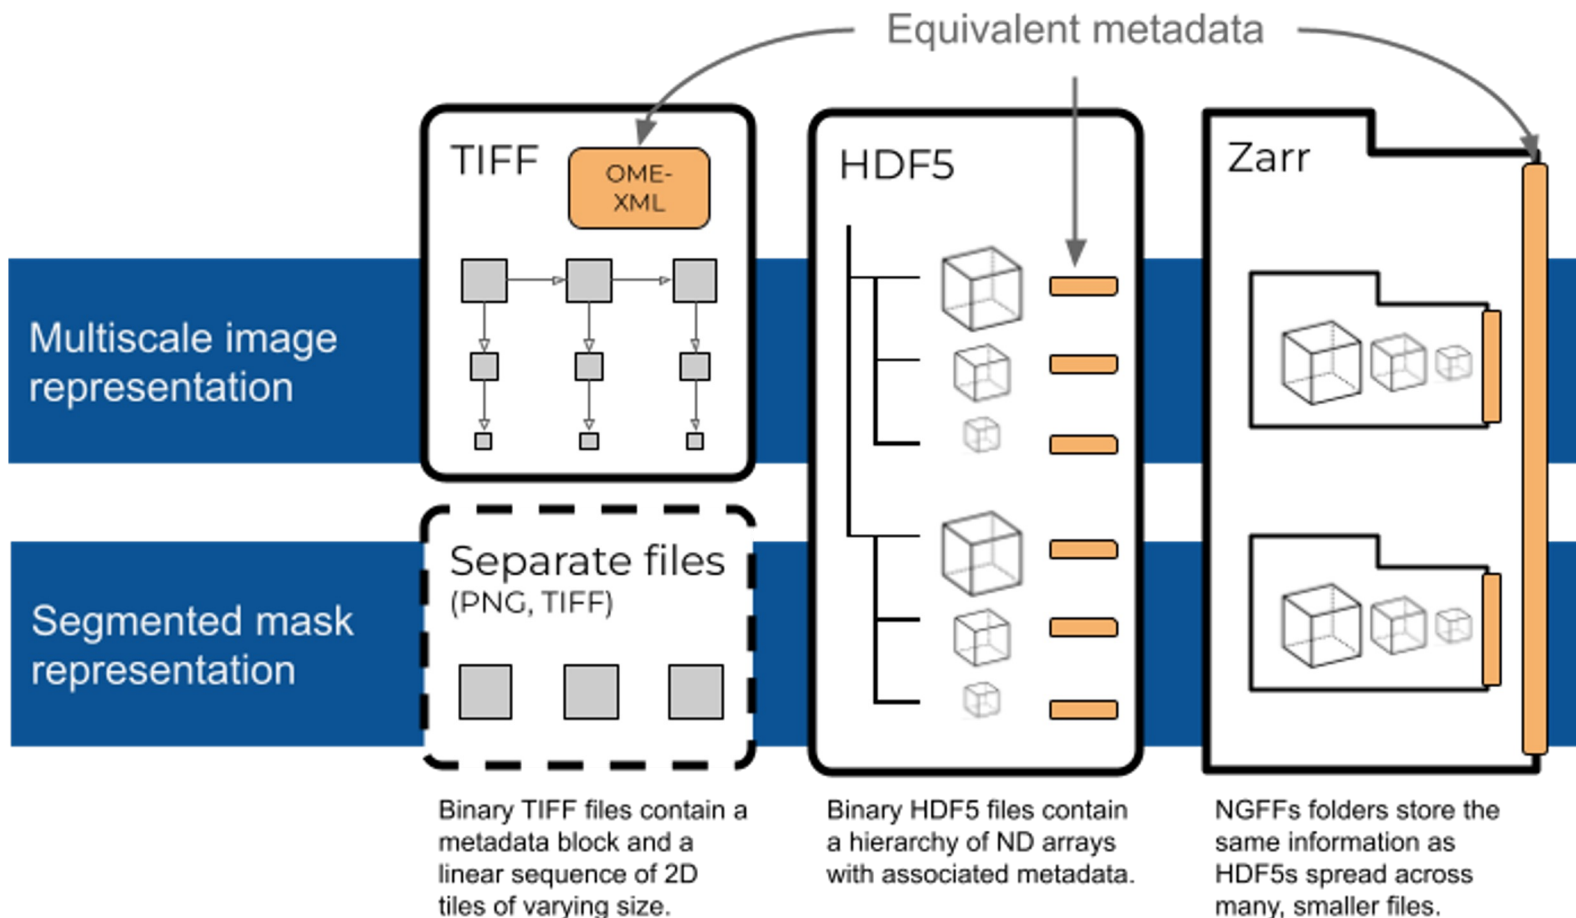 Equivalent metadata
TIFF
OME-
XML
HDF5
Zarr
Multiscale image
representation
Separate files
(PNG, TIFF)
Segmented mask
representation
Binary TIFF files contain a
metadata block and a
linear sequence of 2D
tiles of varying size.
Binary HDF5 files contain
a hierarchy of ND arrays
with associated metadata.
NGFFs folders store the
same information as
HDF5s spread across
many, smaller files.